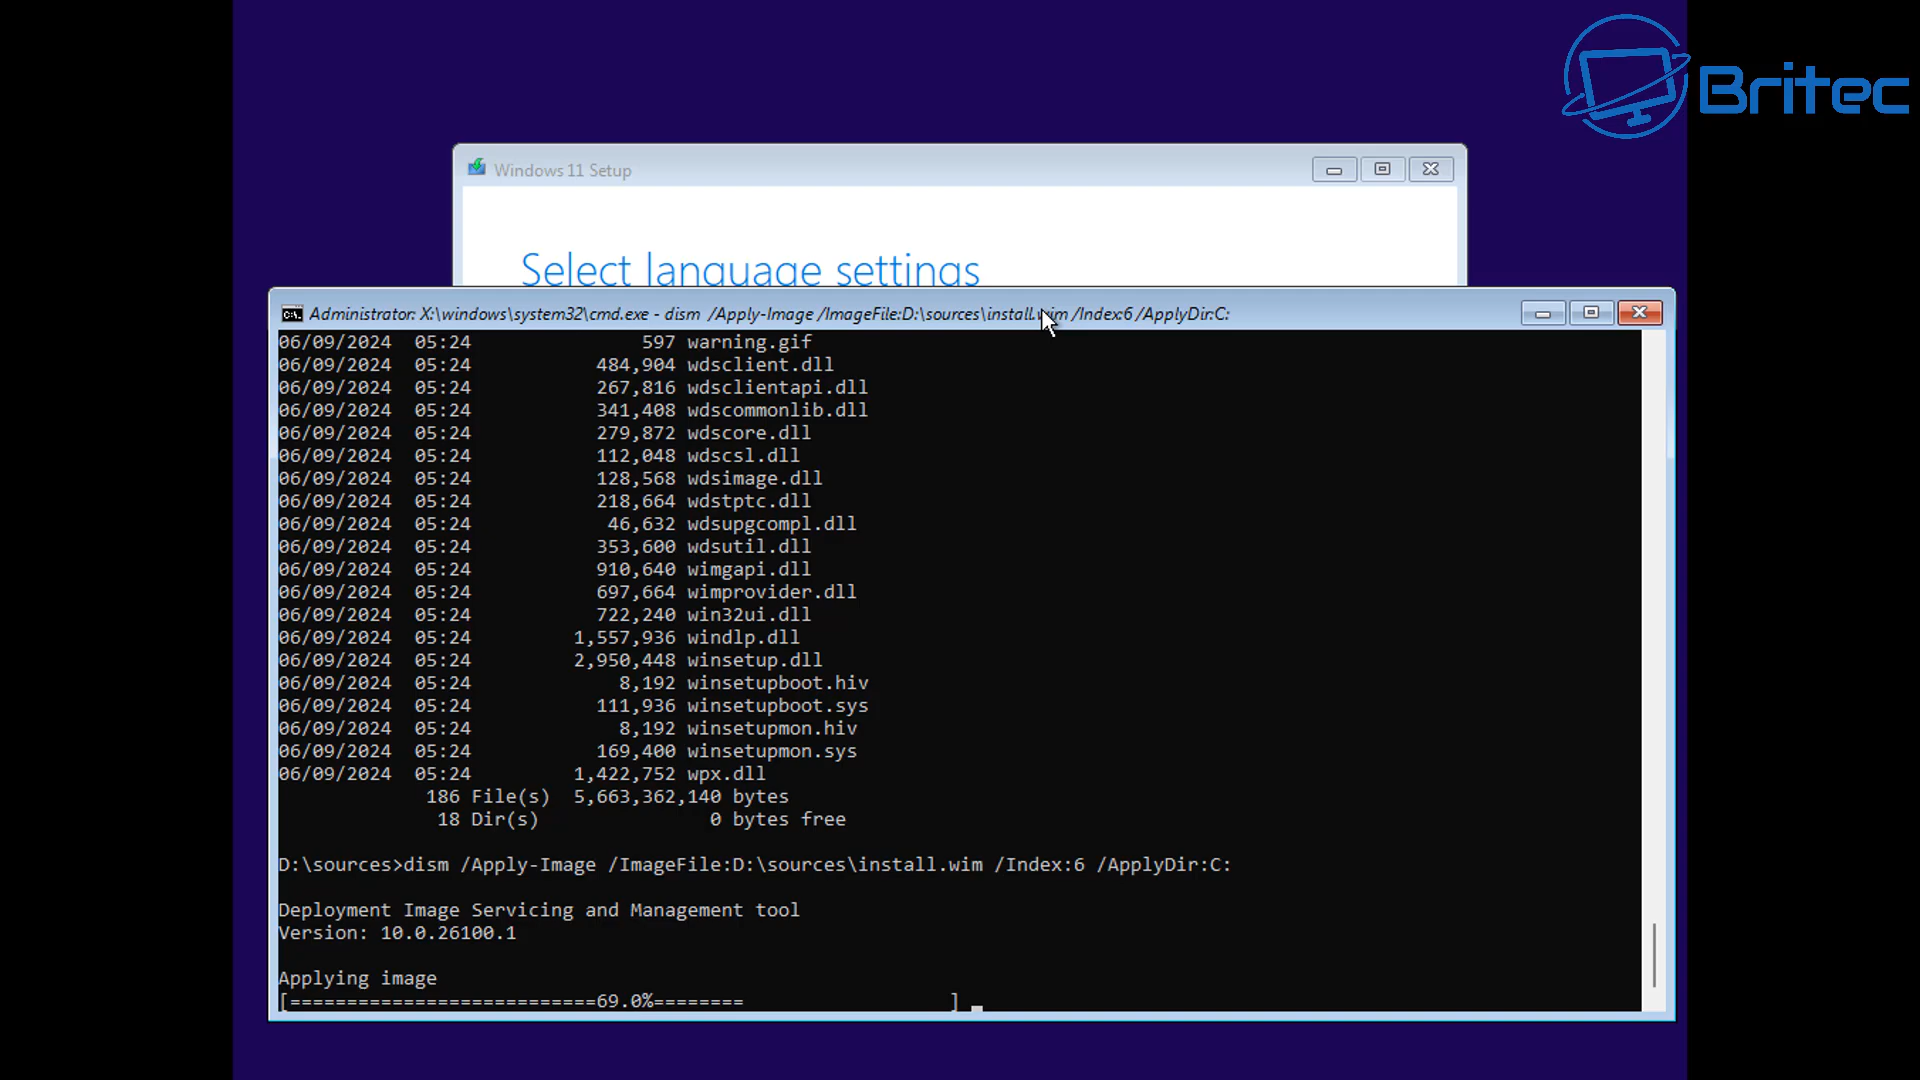 Britec
Windows 11 Setup
Select language settings
Administrator: X:\windows\system32\cmd.exe - dism /Apply-Image /ImageFile:D:\sources\install.wim /Index:6 /ApplyDir:C:
06/09/2024 05:24 597 warning.gif
06/09/2024 05:24 484,904 wdsclient.dll
06/09/2024 05:24 267,816 wdsclientapi.dll
06/09/2024 05:24 341,408 wdscommonlib.dll
06/09/2024 05:24 279,872 wdscore.dll
06/09/2024 05:24 112,048 wdscsl.dll
06/09/2024 05:24 128,568 wdsimage.dll
06/09/2024 05:24 218,664 wdstptc.dll
06/09/2024 05:24 46,632 wdsupgcompl.dll
06/09/2024 05:24 353,600 wdsutil.dll
06/09/2024 05:24 910,640 wimgapi.dll
06/09/2024 05:24 697,664 wimprovider.dll
06/09/2024 05:24 722,240 win32ui.dll
06/09/2024 05:24 1,557,936 windlp.dll
06/09/2024 05:24 2,950,448 winsetup.dll
06/09/2024 05:24 8,192 winsetupboot.hiv
06/09/2024 05:24 111,936 winsetupboot.sys
06/09/2024 05:24 8,192 winsetupmon.hiv
06/09/2024 05:24 169,400 winsetupmon.sys
06/09/2024 05:24 1,422,752 wpx.dll
186 File(s) 5,663,362,140 bytes
18 Dir(s) 0 bytes free
D:\sources>dism /Apply-Image /ImageFile:D:\sources\install.wim /Index:6 /ApplyDir:C:
Deployment Image Servicing and Management tool
Version: 10.0.26100.1
Applying image
[===========================69.0%======== ]